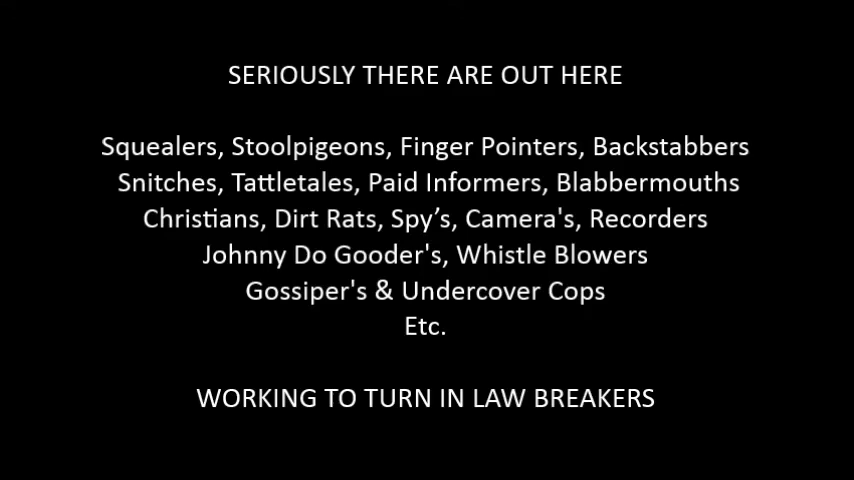 SERIOUSLY THERE ARE OUT HERE
Squealers, Stoolpigeons, Finger Pointers, Backstabbers
Snitches, Tattletales, Paid Informers, Blabbermouths
Christians, Dirt Rats, Spy’s, Camera's, Recorders
Johnny Do Gooder's, Whistle Blowers
Gossiper's & Undercover Cops
Etc.
WORKING TO TURN IN LAW BREAKERS